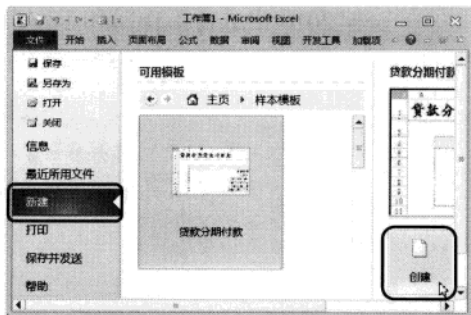 工作簿1 - Microsoft Excel
文件 开始 插入 页面布局 公式 数据 审阅 视图 开发工具 加载项
保存
另存为
打开
关闭
信息
最近所用文件
新建
打印
保存并发送
帮助
可用模板
主页 样本模板
贷款分期付款
贷款分期付
贷款分
创建